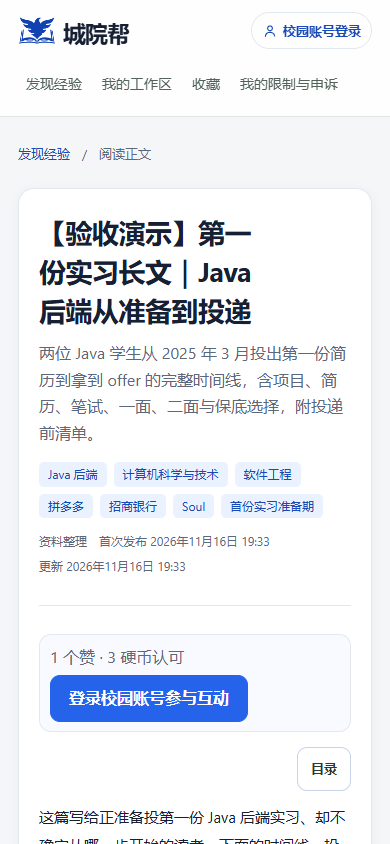 城院帮
校园账号登录
发现经验 我的工作区 收藏 我的限制与申诉
发现经验 / 阅读正文
【验收演示】第一
份实习长文｜Java
后端从准备到投递
两位 Java 学生从 2025 年 3 月投出第一份简
历到拿到 offer 的完整时间线，含项目、简
历、笔试、一面、二面与保底选择，附投递
前清单。
Java 后端 计算机科学与技术 软件工程
拼多多 招商银行 Soul 首份实习准备期
资料整理 首次发布 2026年11月16日 19:33
更新 2026年11月16日 19:33
1 个赞 · 3 硬币认可
登录校园账号参与互动
目录
这篇写给正准备投第一份 Java 后端实习、却不